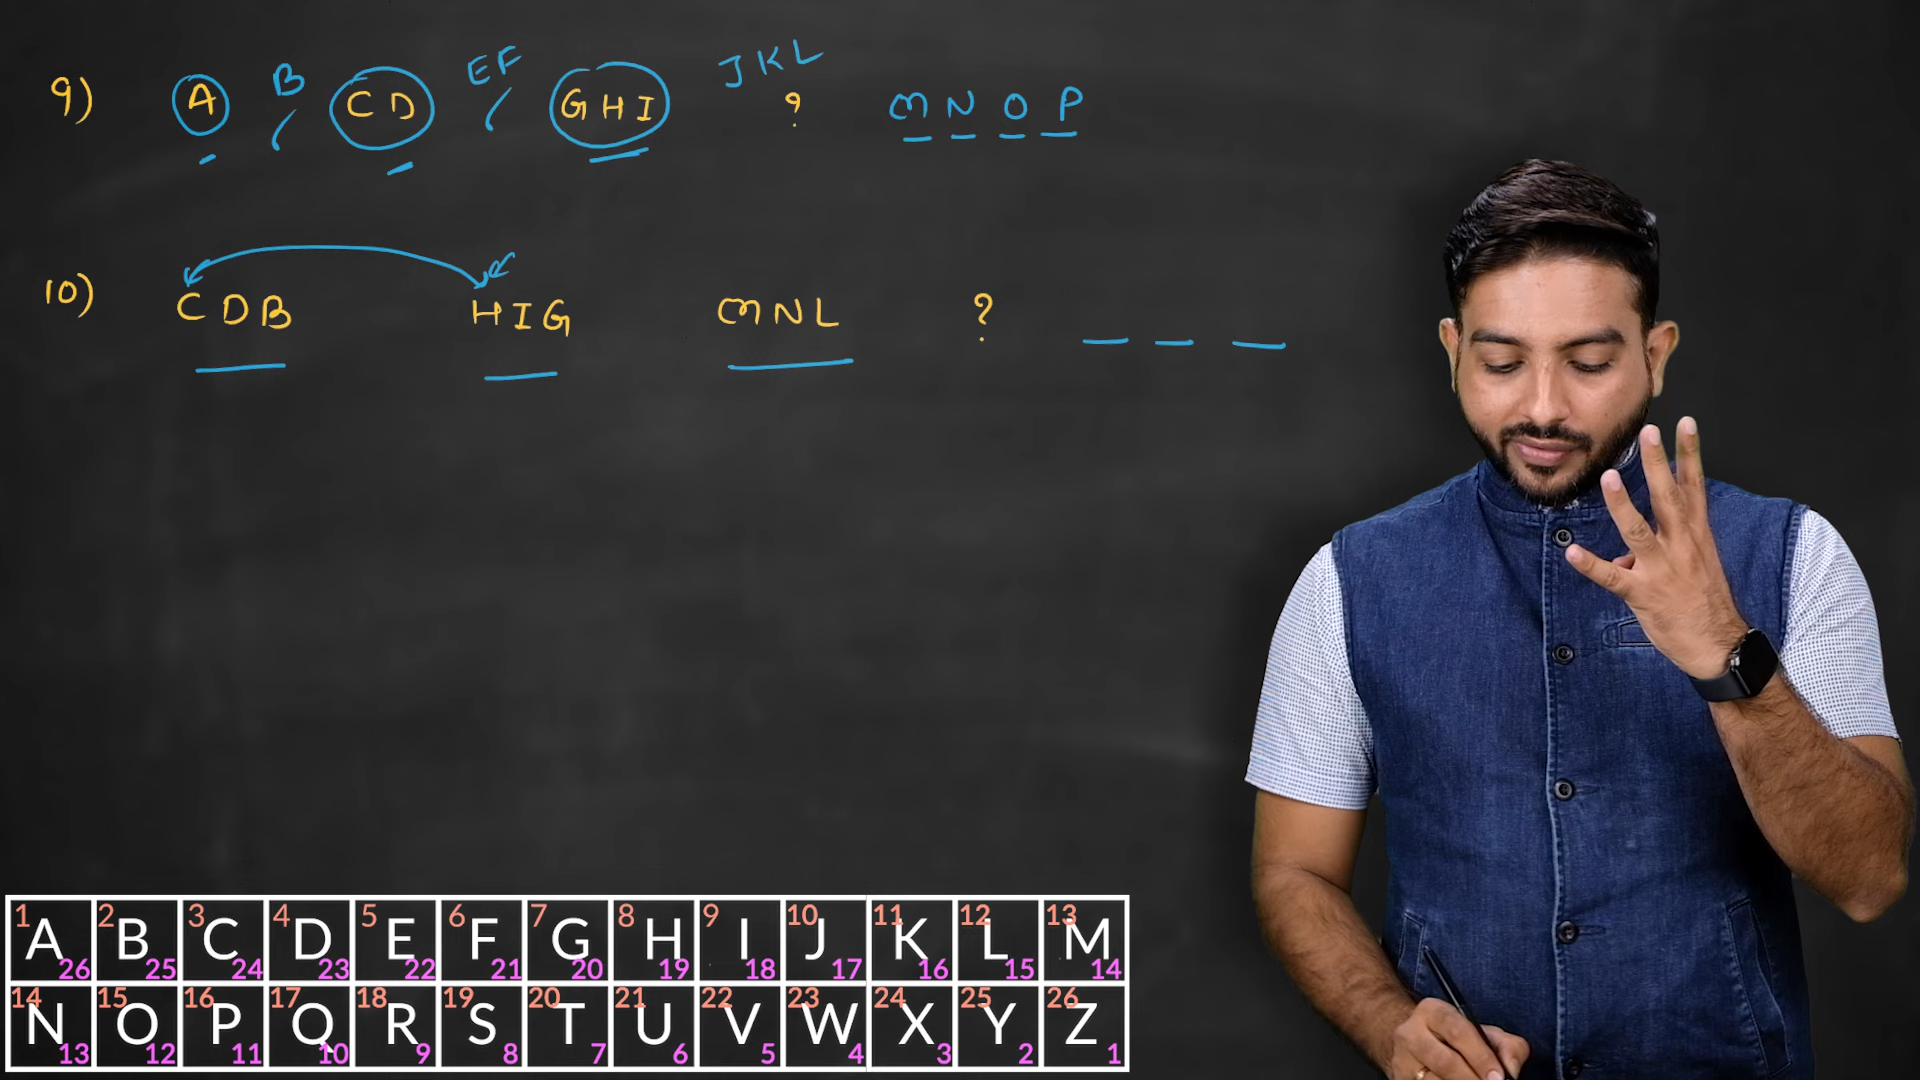 B EF JKL
9) A CD GHI ? M N O P
10) CDB HIG MNL ?
1 A 26 2 B 25 3 C 24 4 D 23 5 E 22 6 F 21 7 G 20 8 H 19 9 I 18 10 J 17 11 K 16 12 L 15 13 M 14
14 N 13 15 O 12 16 P 11 17 Q 10 18 R 9 19 S 8 20 T 7 21 U 6 22 V 5 23 W 4 24 X 3 25 Y 2 26 Z 1